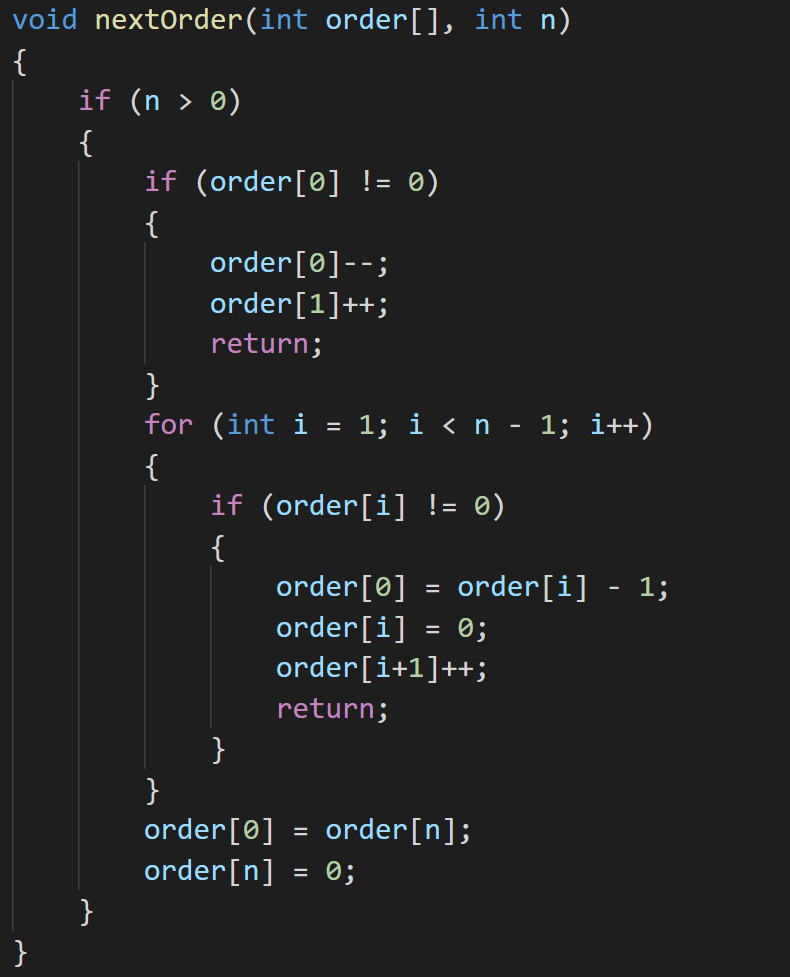 void nextOrder(int order[], int n)
{
    if (n > 0)
    {
        if (order[0] != 0)
        {
            order[0]--;
            order[1]++;
            return;
        }
        for (int i = 1; i < n - 1; i++)
        {
            if (order[i] != 0)
            {
                order[0] = order[i] - 1;
                order[i] = 0;
                order[i+1]++;
                return;
            }
        }
        order[0] = order[n];
        order[n] = 0;
    }
}